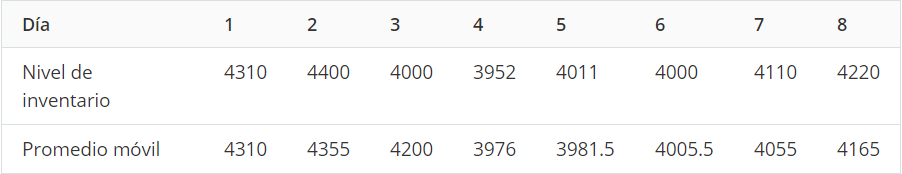 Día 1 2 3 4 5 6 7 8
Nivel de inventario 4310 4400 4000 3952 4011 4000 4110 4220
Promedio móvil 4310 4355 4200 3976 3981.5 4005.5 4055 4165